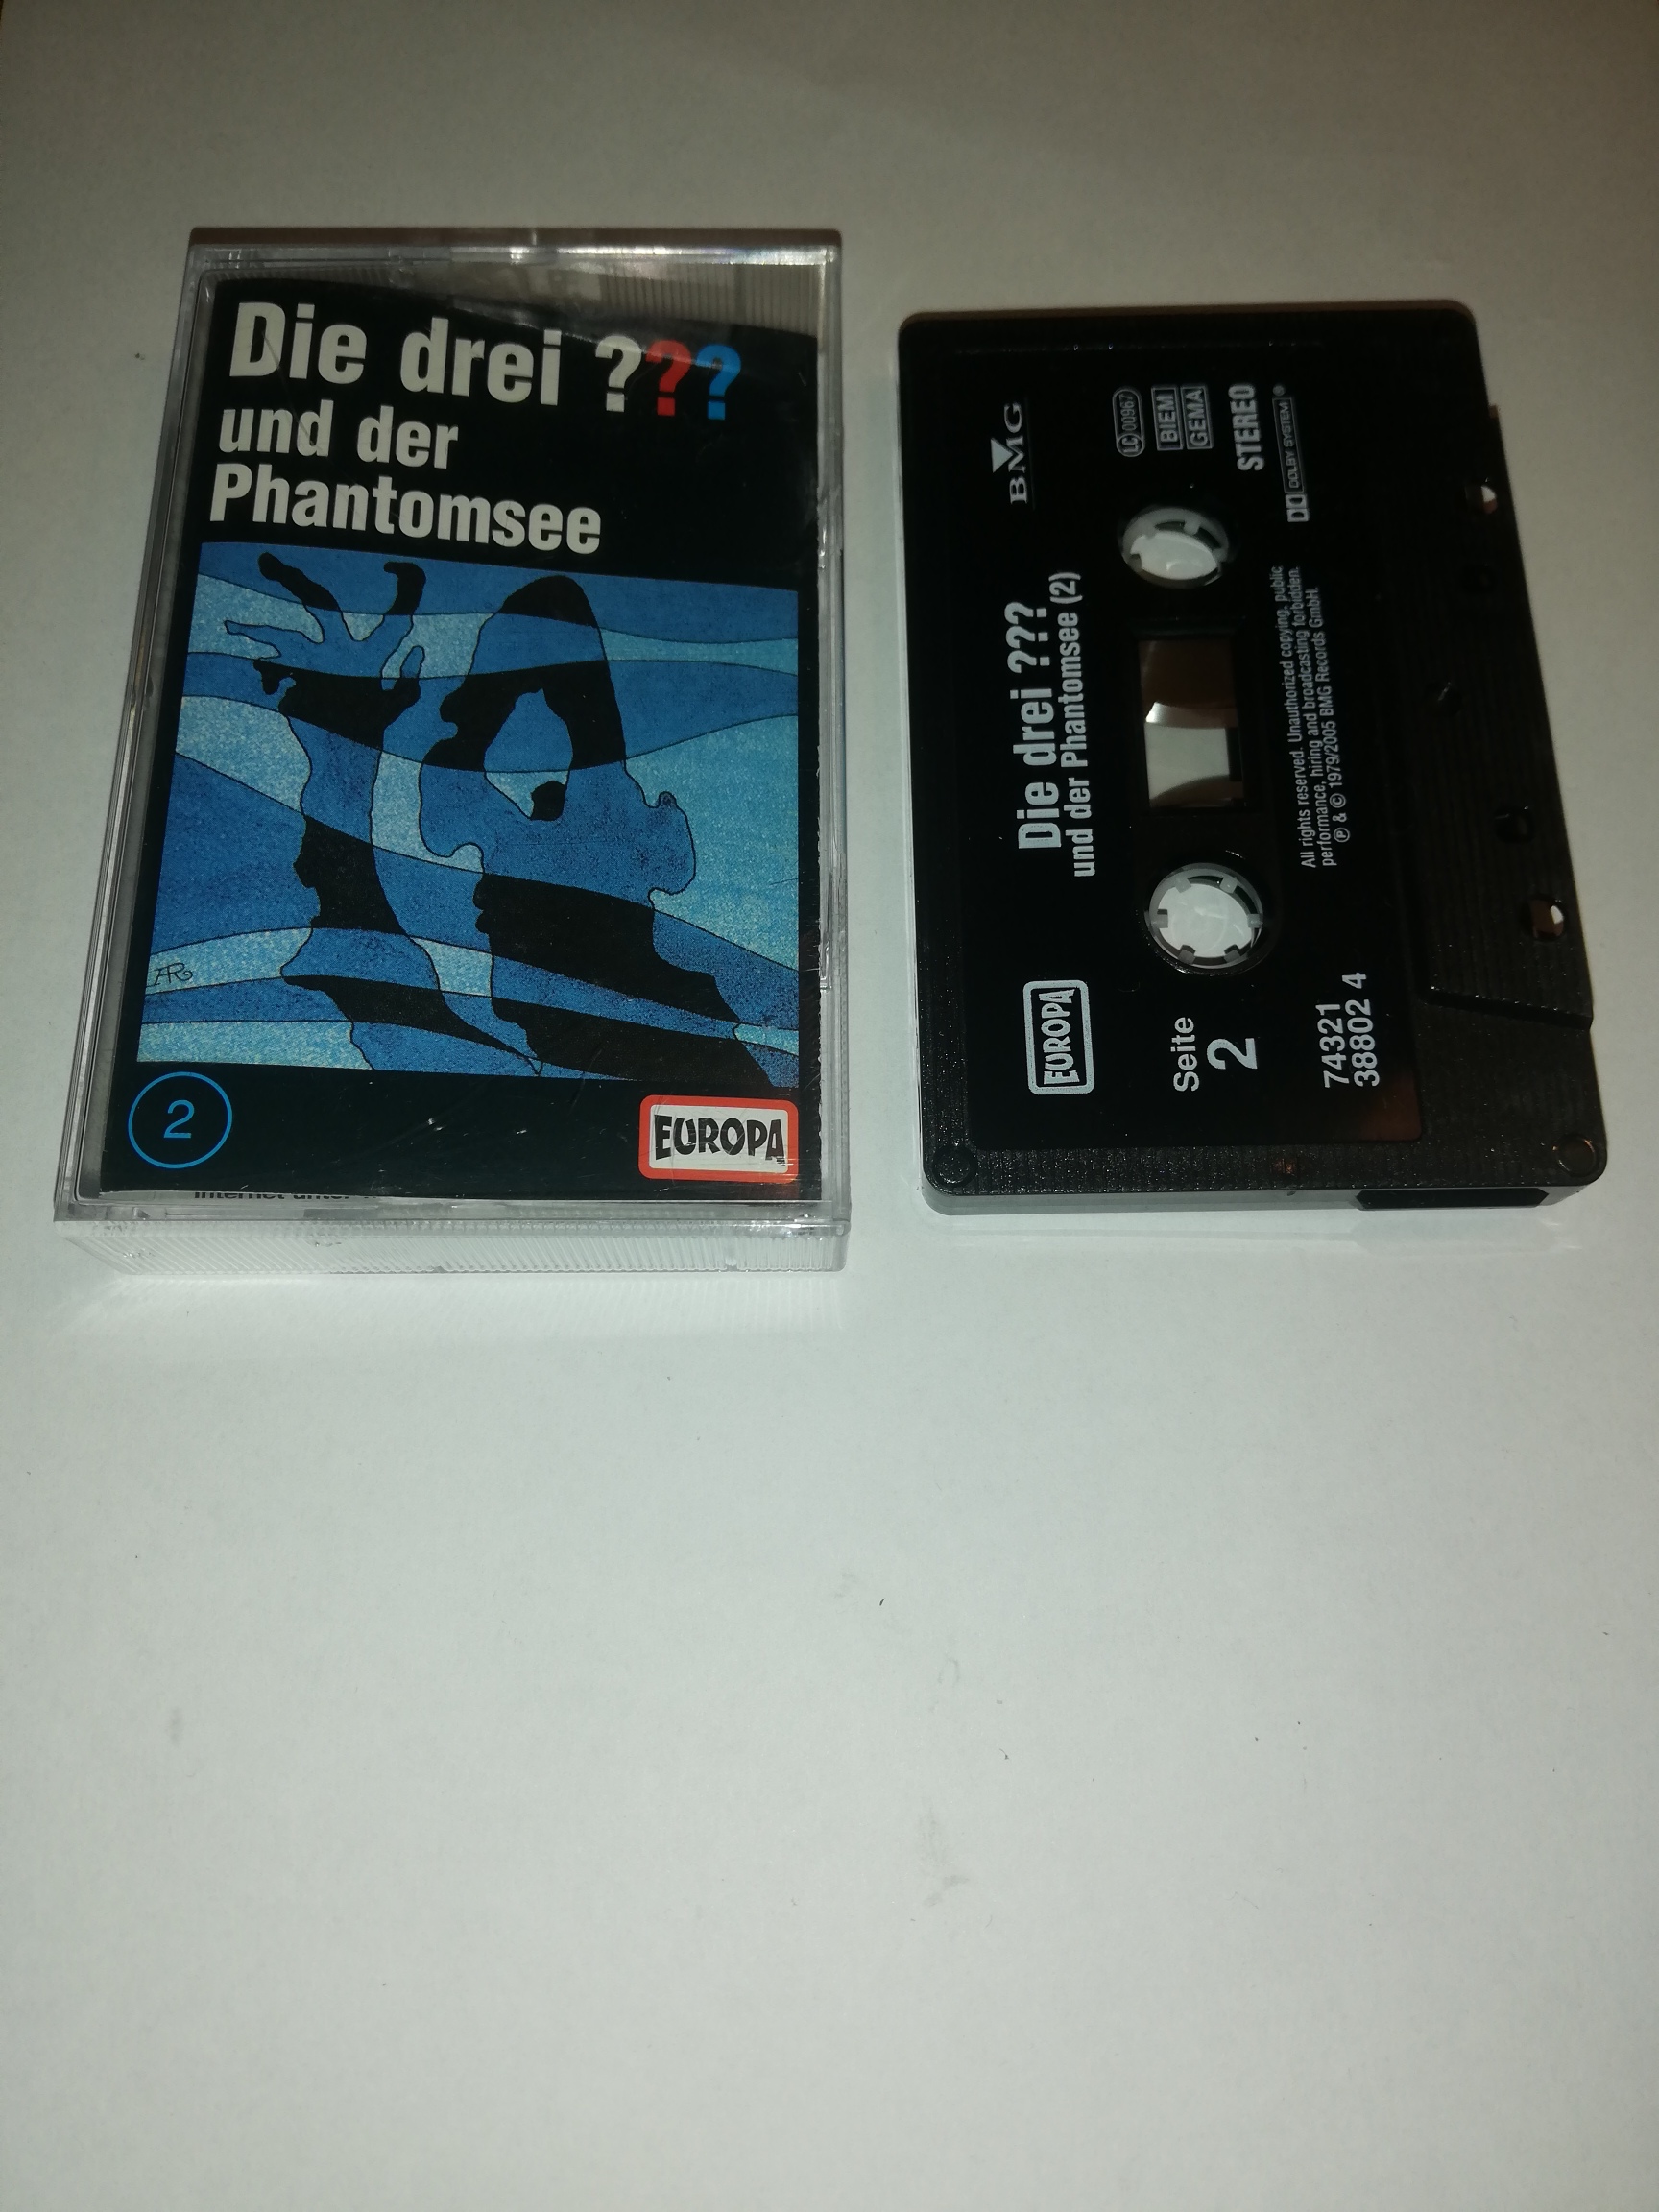 Die drei ???
und der
Phantomsee
AR
2
EUROPA
BMG
Die drei ???
und der Phantomsee (2)
EUROPA
LC 00967
BIEM
GEMA
STEREO
DOLBY SYSTEM®
Seite
2
All rights reserved. Unauthorized copying, public
performance, hiring and broadcasting forbidden.
℗ & © 1979/2005 BMG Records GmbH.
74321
38802 4